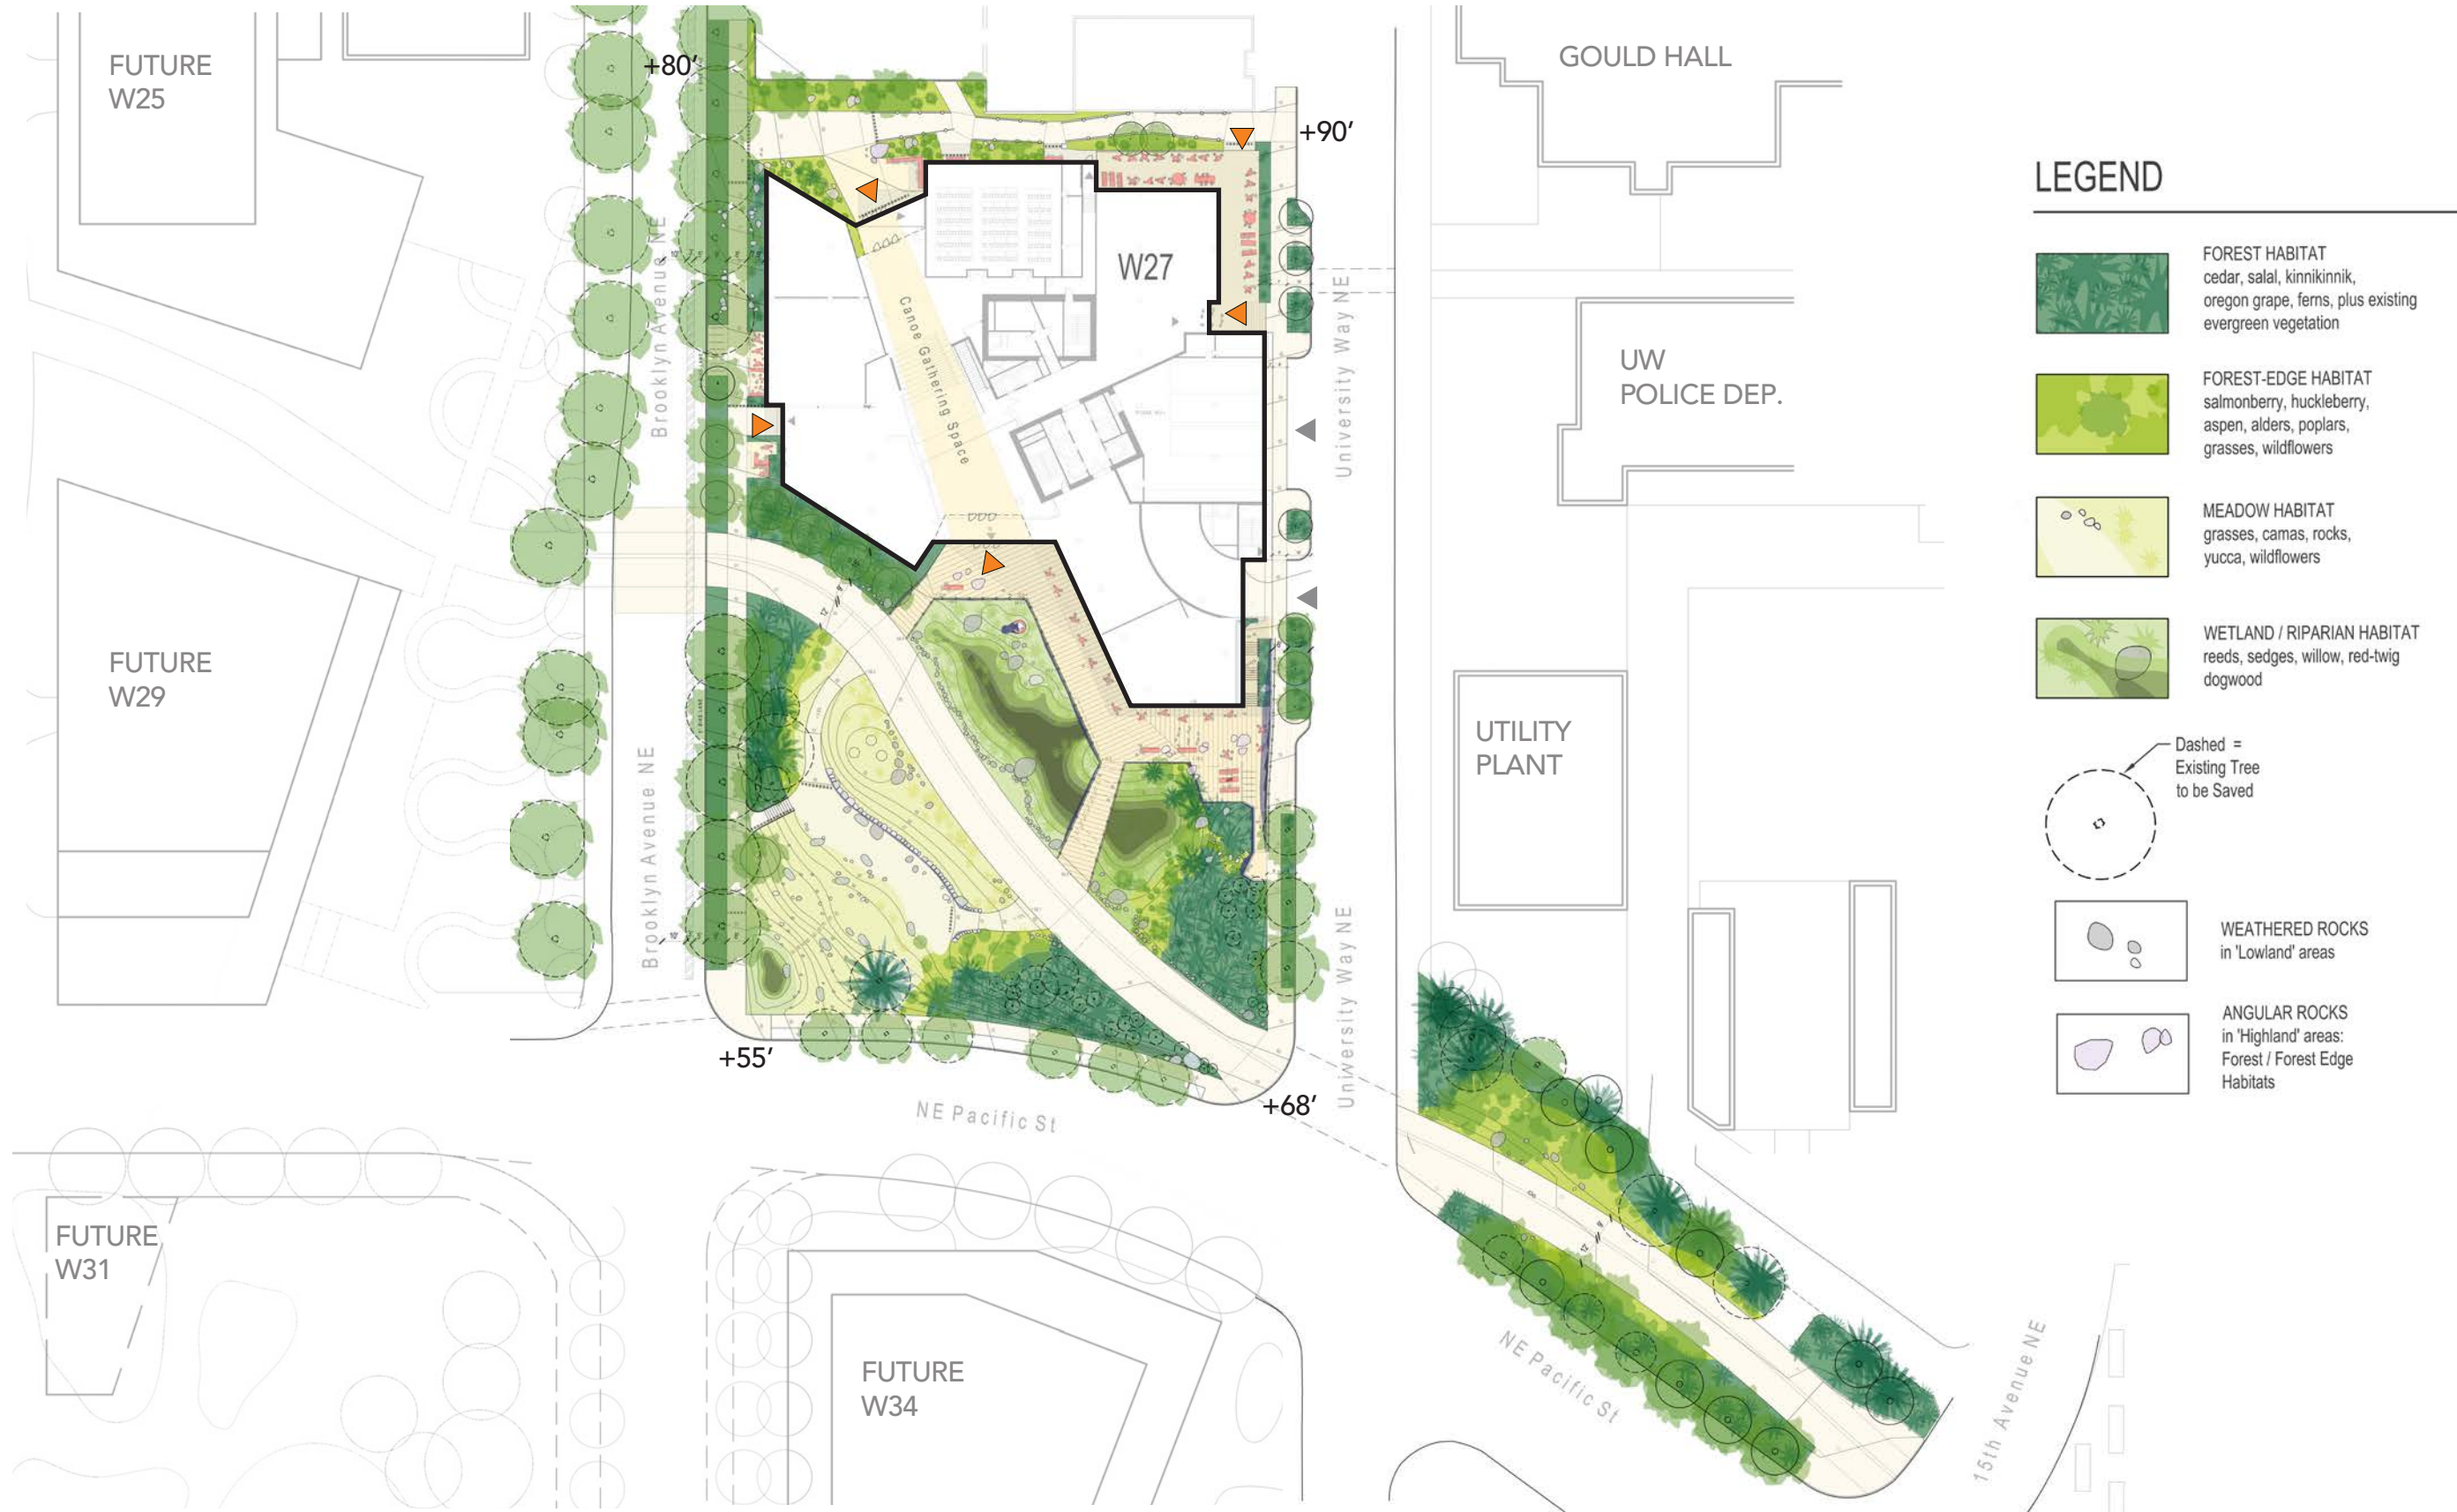 FUTURE
W25
+80'
GOULD HALL
+90'
LEGEND
FOREST HABITAT
cedar, salal, kinnikinnik,
oregon grape, ferns, plus existing
evergreen vegetation
Brooklyn Avenue NE
W27
Canoe Gathering Space
University Way NE
UW
POLICE DEP.
FOREST-EDGE HABITAT
salmonberry, huckleberry,
aspen, alders, poplars,
grasses, wildflowers
MEADOW HABITAT
grasses, camas, rocks,
yucca, wildflowers
FUTURE
W29
WETLAND / RIPARIAN HABITAT
reeds, sedges, willow, red-twig
dogwood
UTILITY
PLANT
Dashed =
Existing Tree
to be Saved
Brooklyn Avenue NE
University Way NE
WEATHERED ROCKS
in 'Lowland' areas
ANGULAR ROCKS
in 'Highland' areas:
Forest / Forest Edge
Habitats
+55'
NE Pacific St
+68'
FUTURE
W31
FUTURE
W34
NE Pacific St
15th Avenue NE